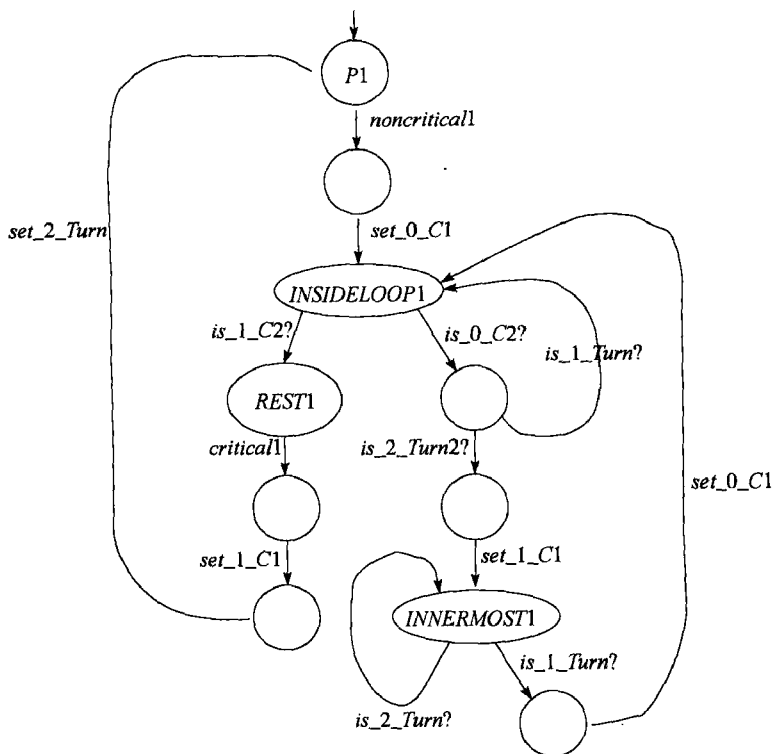 P1
noncritical1
set_2_Turn
set_0_C1
INSIDELOOP1
is_1_C2?
is_0_C2?
is_1_Turn?
REST1
critical1
is_2_Turn2?
set_0_C1
set_1_C1
set_1_C1
INNERMOST1
is_1_Turn?
is_2_Turn?